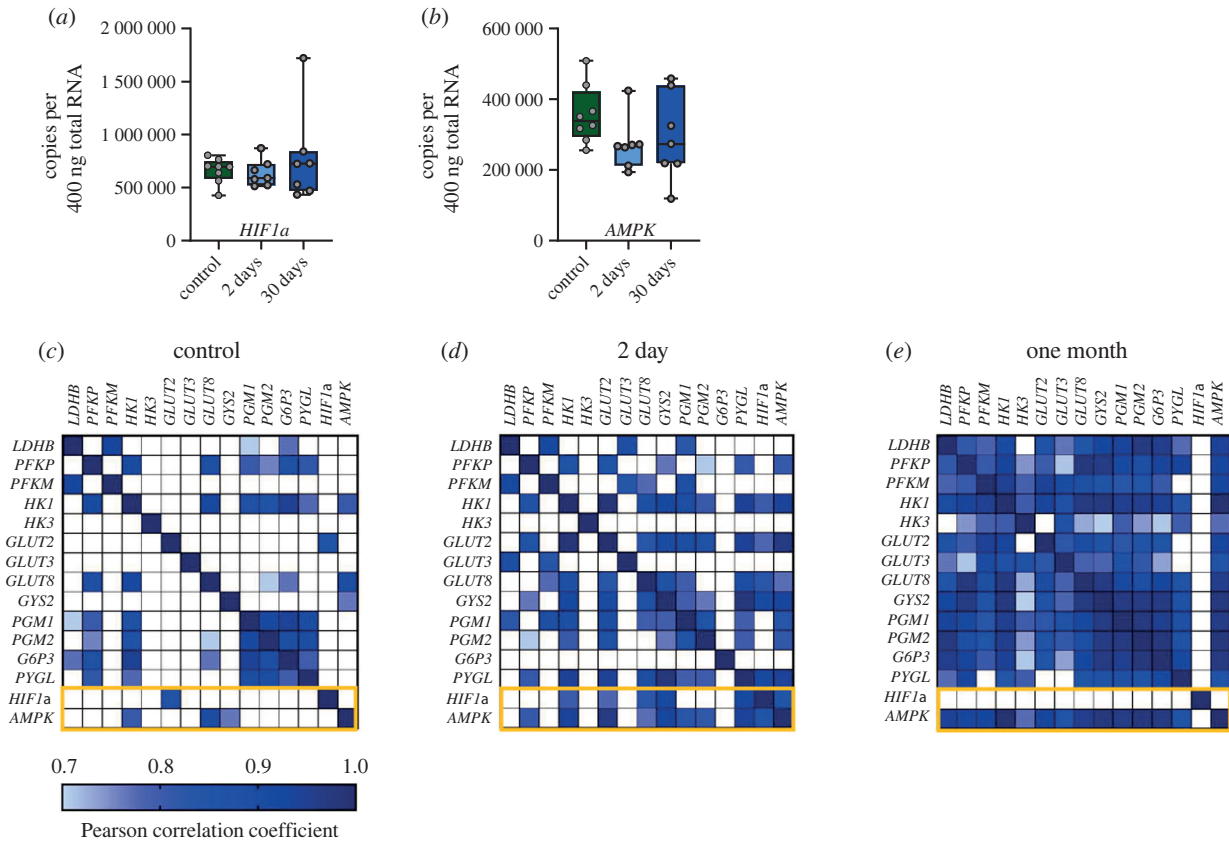 (a)
2 000 000
1 500 000
1 000 000
500 000
0
copies per
400 ng total RNA
HIF1a
control
2 days
30 days
(b)
600 000
400 000
200 000
0
copies per
400 ng total RNA
AMPK
control
2 days
30 days
(c) control
LDHB PFKP PFKM HK1 HK3 GLUT2 GLUT3 GLUT8 GYS2 PGM1 PGM2 G6P3 PYGL HIF1a AMPK
LDHB
PFKP
PFKM
HK1
HK3
GLUT2
GLUT3
GLUT8
GYS2
PGM1
PGM2
G6P3
PYGL
HIF1a
AMPK
0.7 0.8 0.9 1.0
Pearson correlation coefficient
(d) 2 day
LDHB PFKP PFKM HK1 HK3 GLUT2 GLUT3 GLUT8 GYS2 PGM1 PGM2 G6P3 PYGL HIF1a AMPK
LDHB
PFKP
PFKM
HK1
HK3
GLUT2
GLUT3
GLUT8
GYS2
PGM1
PGM2
G6P3
PYGL
HIF1a
AMPK
(e) one month
LDHB PFKP PFKM HK1 HK3 GLUT2 GLUT3 GLUT8 GYS2 PGM1 PGM2 G6P3 PYGL HIF1a AMPK
LDHB
PFKP
PFKM
HK1
HK3
GLUT2
GLUT3
GLUT8
GYS2
PGM1
PGM2
G6P3
PYGL
HIF1a
AMPK